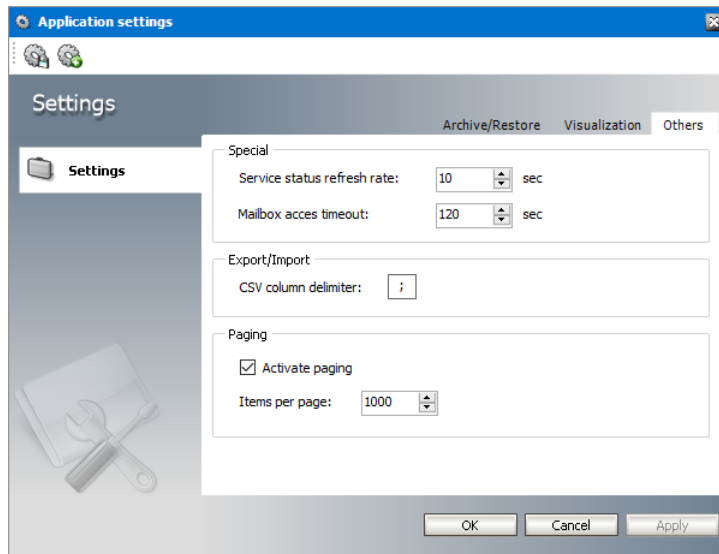 Application settings
Settings
Archive/Restore Visualization Others
Settings
Special
Service status refresh rate: 10 sec
Mailbox acces timeout: 120 sec
Export/Import
CSV column delimiter: ;
Paging
Activate paging
Items per page: 1000
OK Cancel Apply